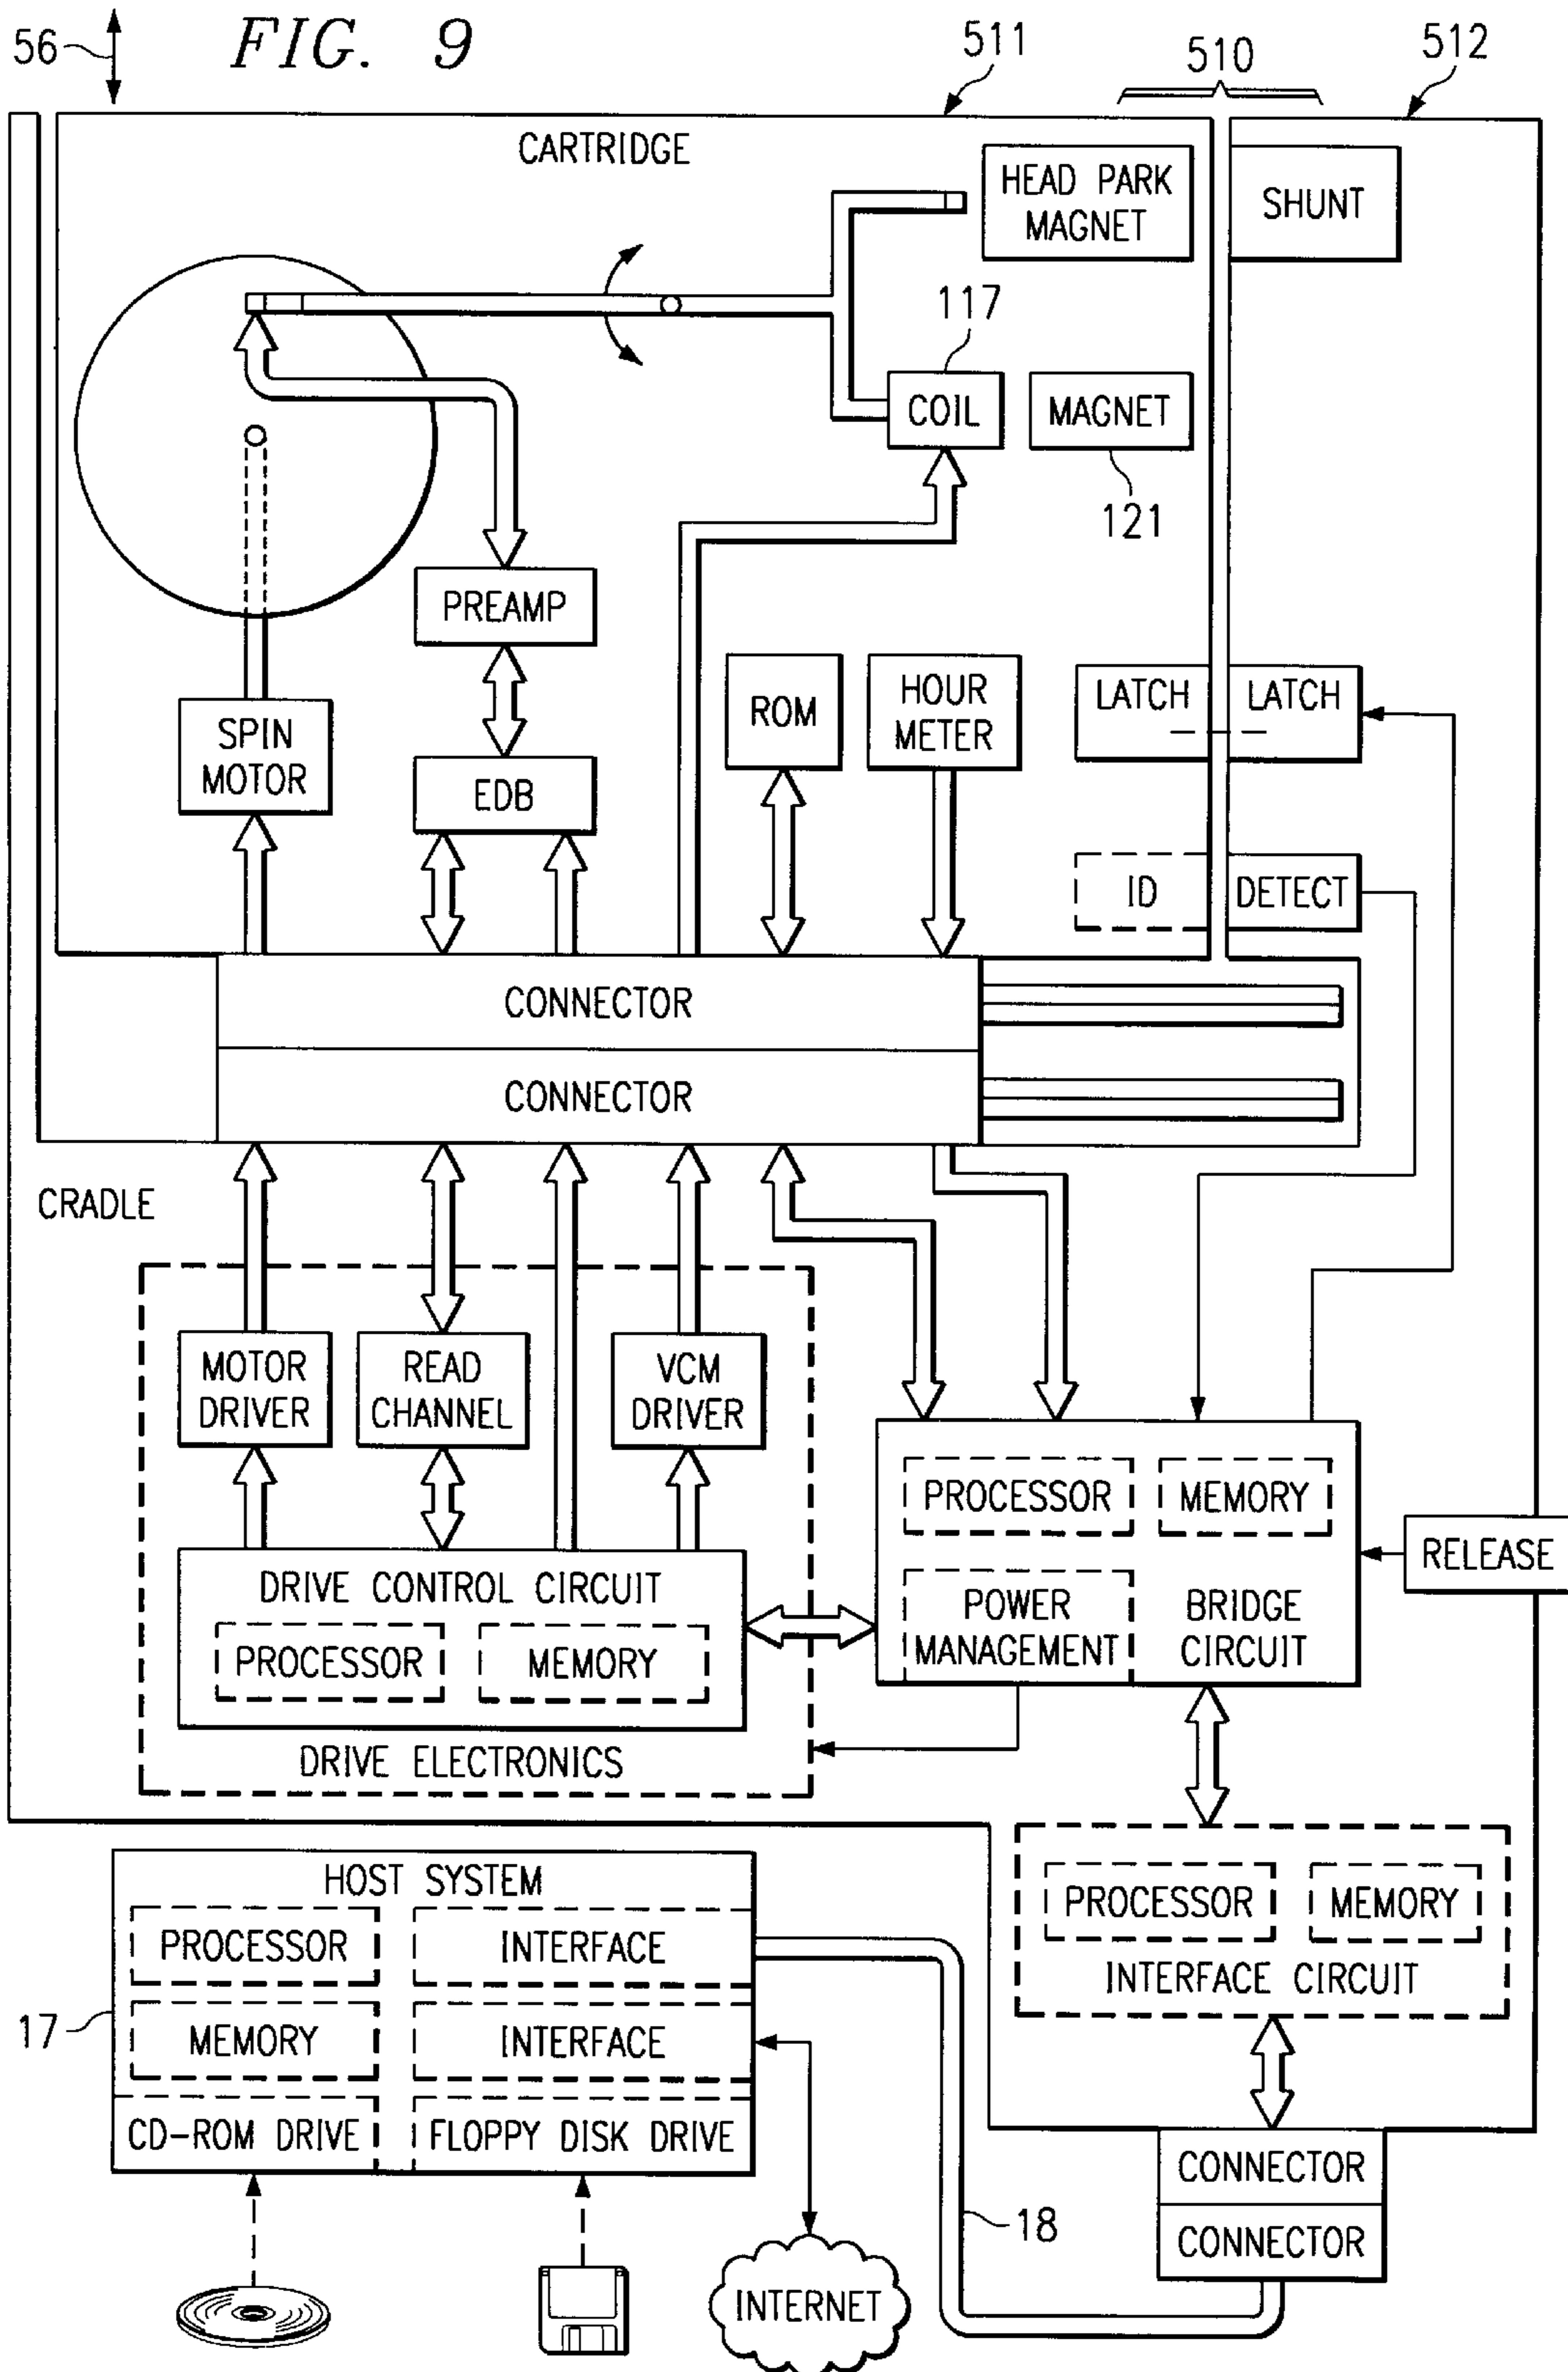 56
FIG. 9
511
510
512
CARTRIDGE
HEAD PARK
MAGNET
SHUNT
117
COIL
MAGNET
121
PREAMP
SPIN
MOTOR
EDB
ROM
HOUR
METER
LATCH
LATCH
ID
DETECT
CONNECTOR
CONNECTOR
CRADLE
MOTOR
DRIVER
READ
CHANNEL
VCM
DRIVER
PROCESSOR
MEMORY
RELEASE
DRIVE CONTROL CIRCUIT
PROCESSOR
MEMORY
POWER
MANAGEMENT
BRIDGE
CIRCUIT
DRIVE ELECTRONICS
HOST SYSTEM
PROCESSOR
INTERFACE
17
MEMORY
INTERFACE
CD-ROM DRIVE
FLOPPY DISK DRIVE
PROCESSOR
MEMORY
INTERFACE CIRCUIT
CONNECTOR
CONNECTOR
18
INTERNET